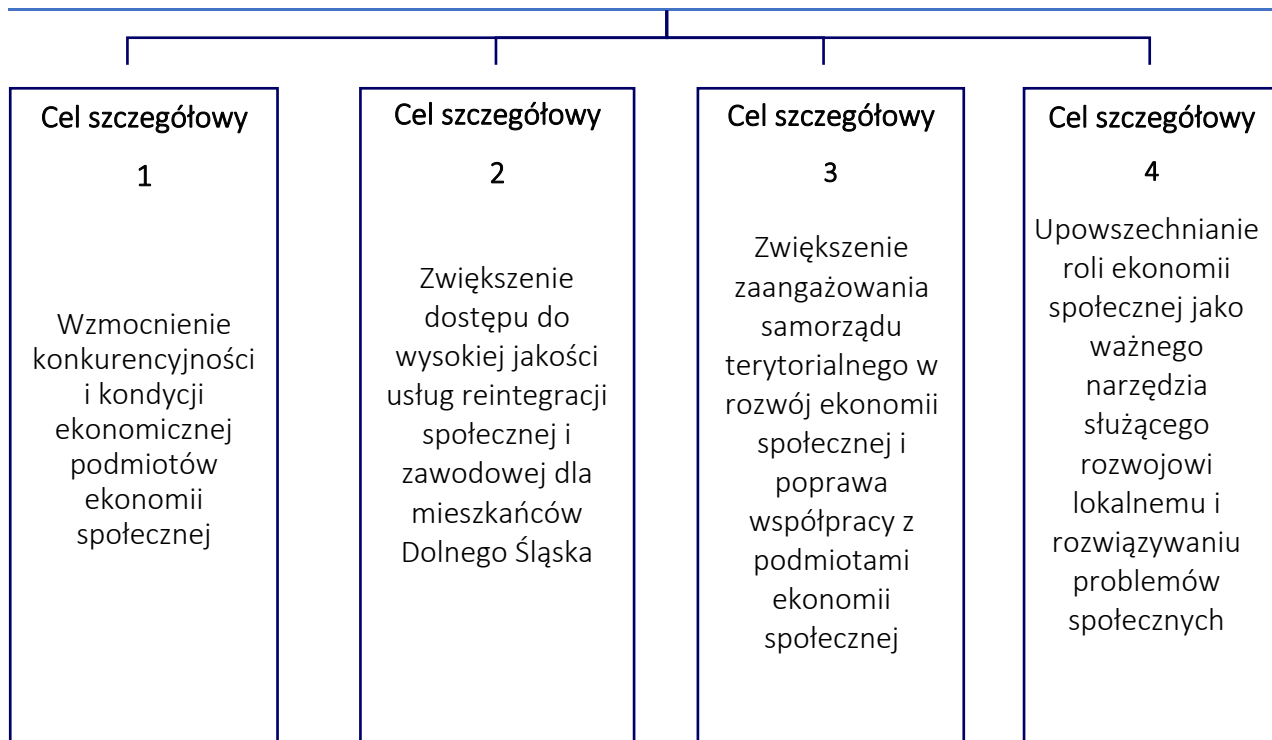 Cel szczegółowy
1
Wzmocnienie
konkurencyjności
i kondycji
ekonomicznej
podmiotów
ekonomii
społecznej
Cel szczegółowy
2
Zwiększenie
dostępu do
wysokiej jakości
usług reintegracji
społecznej i
zawodowej dla
mieszkańców
Dolnego Śląska
Cel szczegółowy
3
Zwiększenie
zaangażowania
samorządu
terytorialnego w
rozwój ekonomii
społecznej i
poprawa
współpracy z
podmiotami
ekonomii
społecznej
Cel szczegółowy
4
Upowszechnianie
roli ekonomii
społecznej jako
ważnego
narzędzia
służącego
rozwojowi
lokalnemu i
rozwiązywaniu
problemów
społecznych